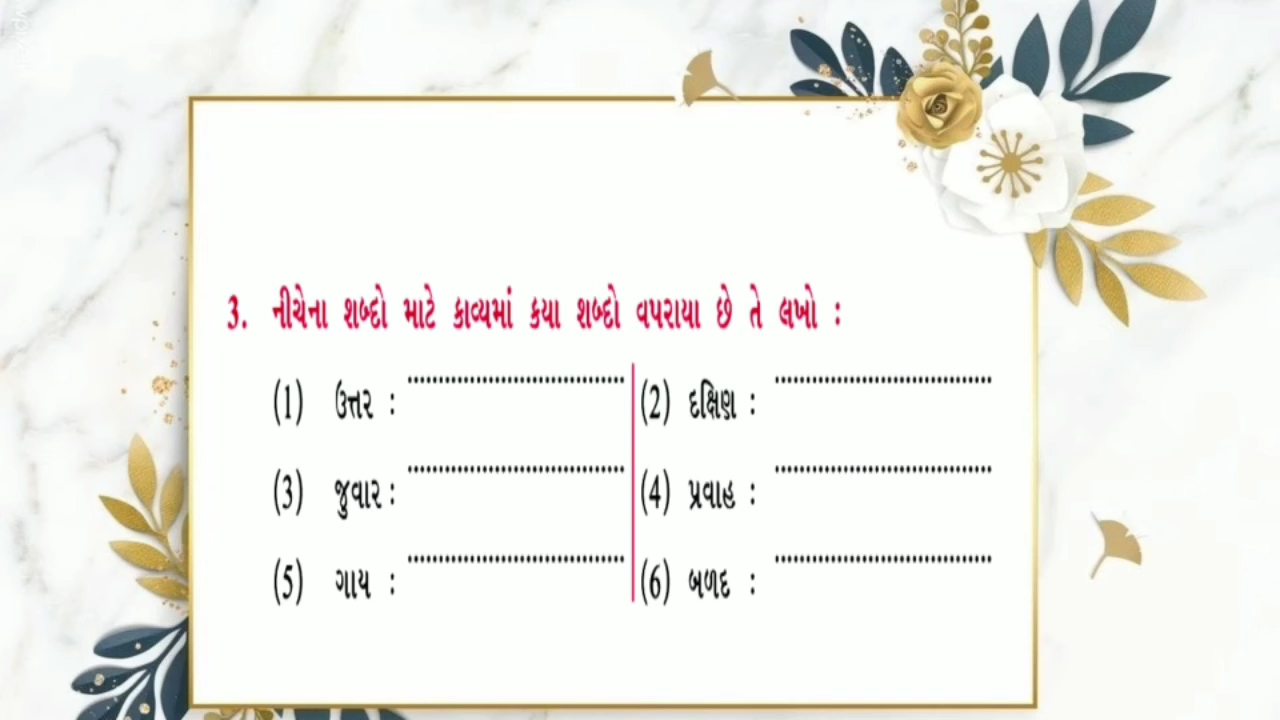 3. નીચેના શબ્દો માટે કાવ્યમાં કયા શબ્દો વપરાયા છે તે લખો :
(1) ઉત્તર : ................................... (2) દક્ષિણ : ...................................
(3) જુવાર : ................................... (4) પ્રવાહ : ...................................
(5) ગાય : ................................... (6) બળદ : ...................................